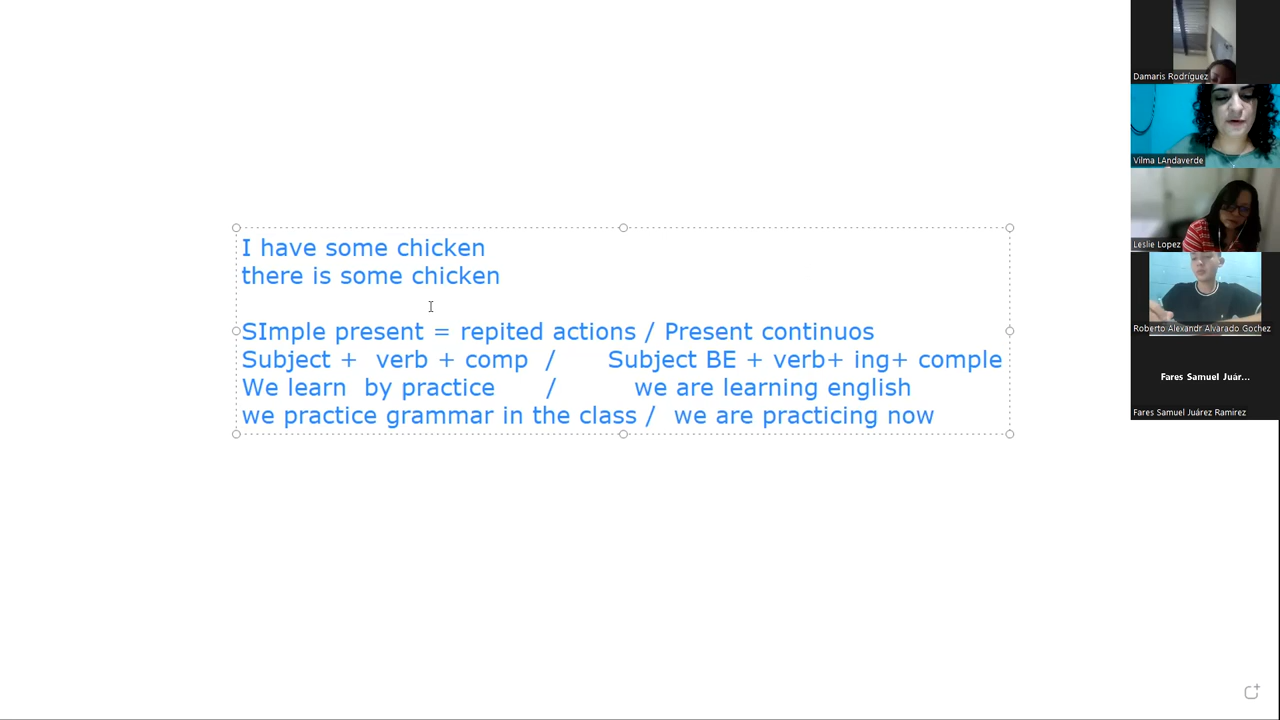 I have some chicken
there is some chicken
SImple present = repited actions / Present continuos
Subject + verb + comp / Subject BE + verb+ ing+ comple
We learn by practice / we are learning english
we practice grammar in the class / we are practicing now
Damaris Rodríguez
Vilma LAndaverde
Leslie Lopez
Roberto Alexandr Alvarado Gochez
Fares Samuel Juár...
Fares Samuel Juárez Ramirez